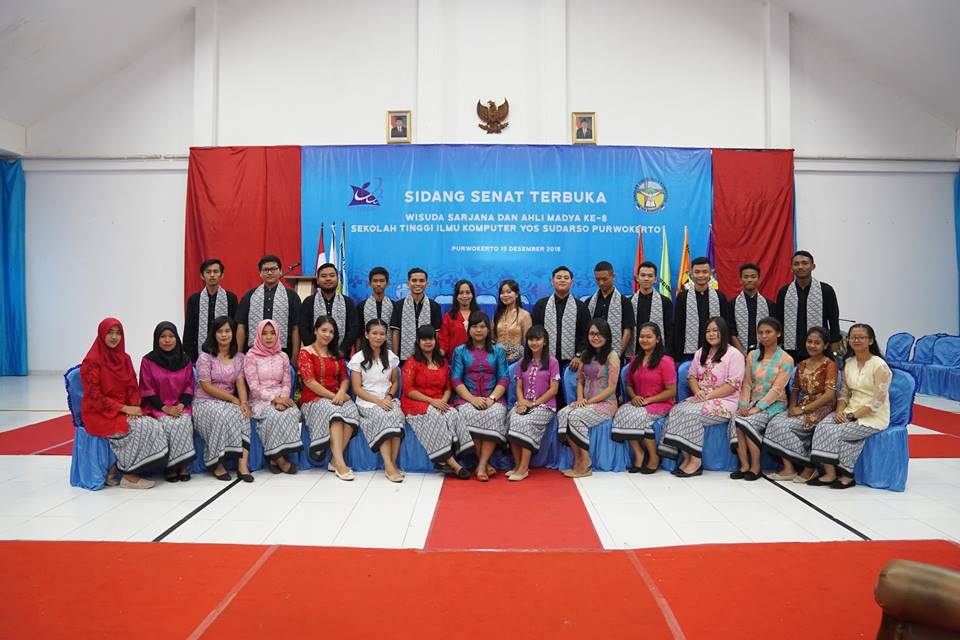 SIDANG SENAT TERBUKA
WISUDA SARJANA DAN AHLI MADYA KE-8
SEKOLAH TINGGI ILMU KOMPUTER YOS SUDARSO PURWOKERTO
PURWOKERTO 15 DESEMBER 2018